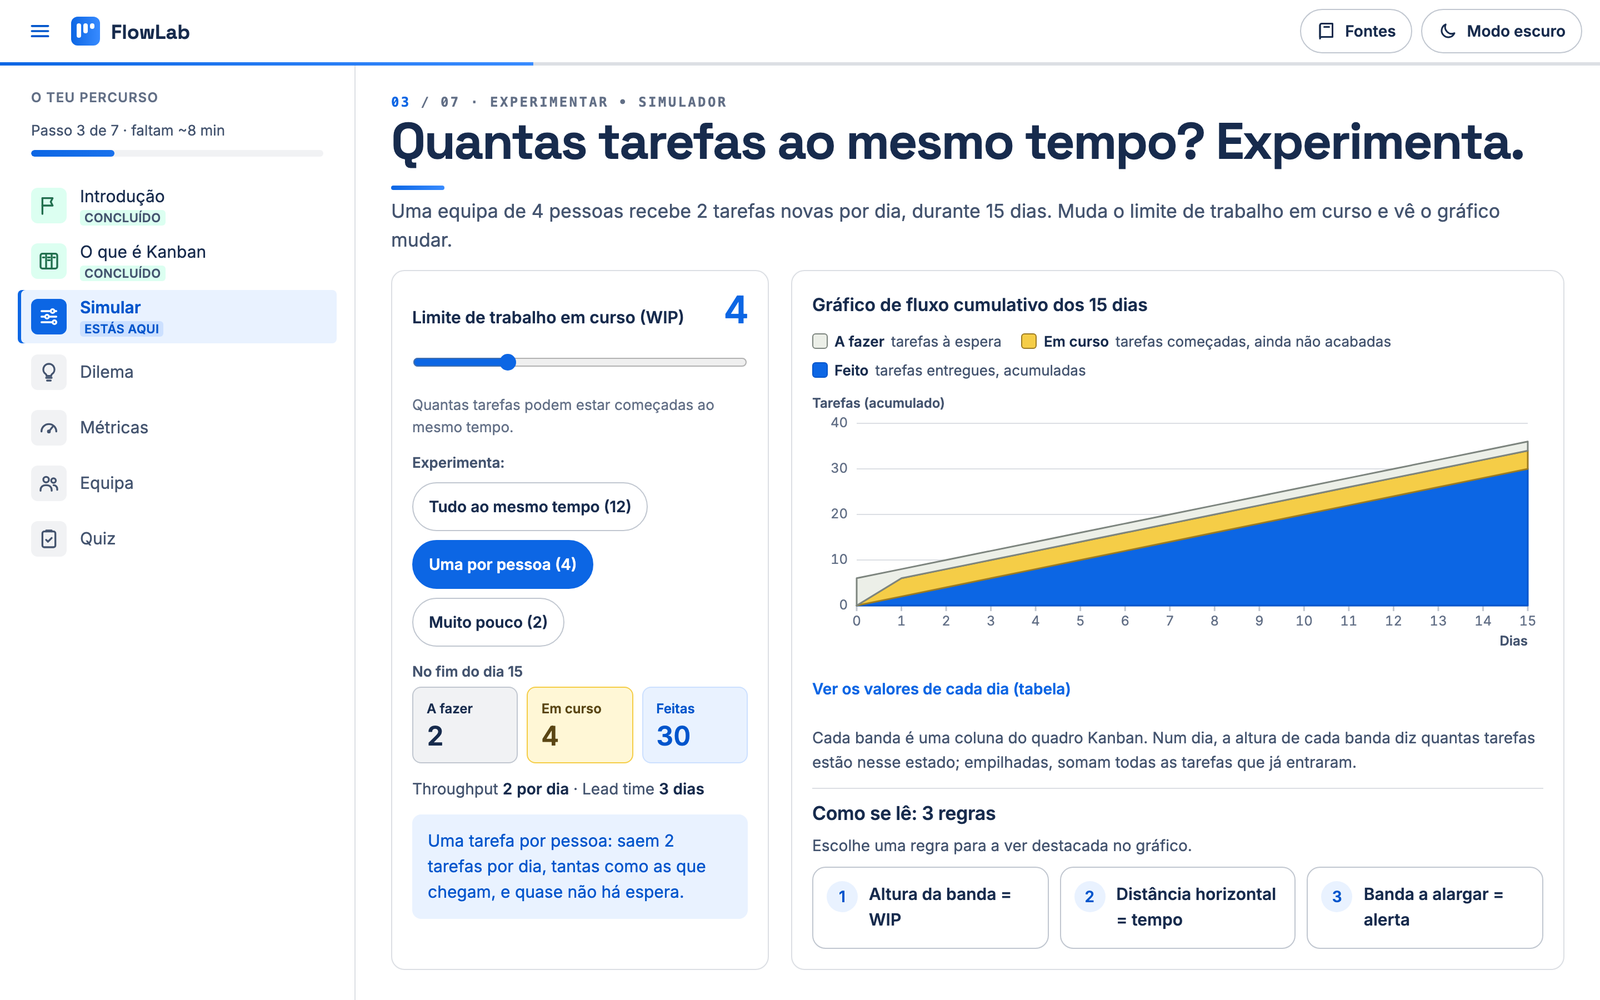 FlowLab
Fontes
Modo escuro
O TEU PERCURSO
Passo 3 de 7 · faltam ~8 min
Introdução
CONCLUÍDO
O que é Kanban
CONCLUÍDO
Simular
ESTÁS AQUI
Dilema
Métricas
Equipa
Quiz
03 / 07 · EXPERIMENTAR • SIMULADOR
Quantas tarefas ao mesmo tempo? Experimenta.
Uma equipa de 4 pessoas recebe 2 tarefas novas por dia, durante 15 dias. Muda o limite de trabalho em curso e vê o gráfico
mudar.
Limite de trabalho em curso (WIP) 4
Quantas tarefas podem estar começadas ao
mesmo tempo.
Experimenta:
Tudo ao mesmo tempo (12)
Uma por pessoa (4)
Muito pouco (2)
No fim do dia 15
A fazer
2
Em curso
4
Feitas
30
Throughput 2 por dia · Lead time 3 dias
Uma tarefa por pessoa: saem 2
tarefas por dia, tantas como as que
chegam, e quase não há espera.
Gráfico de fluxo cumulativo dos 15 dias
A fazer tarefas à espera
Em curso tarefas começadas, ainda não acabadas
Feito tarefas entregues, acumuladas
Tarefas (acumulado)
40
30
20
10
0
0 1 2 3 4 5 6 7 8 9 10 11 12 13 14 15
Dias
Ver os valores de cada dia (tabela)
Cada banda é uma coluna do quadro Kanban. Num dia, a altura de cada banda diz quantas tarefas
estão nesse estado; empilhadas, somam todas as tarefas que já entraram.
Como se lê: 3 regras
Escolhe uma regra para a ver destacada no gráfico.
1 Altura da banda =
WIP
2 Distância horizontal
= tempo
3 Banda a alargar =
alerta